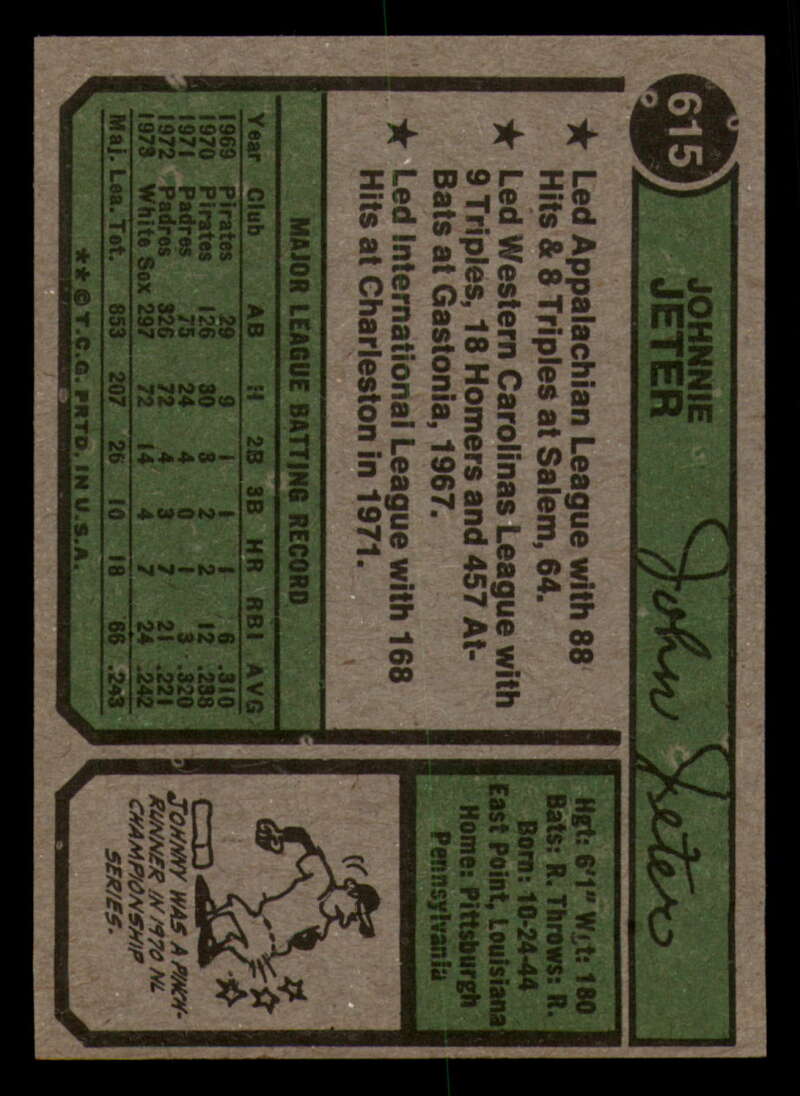 615
JOHNNIE
JETER
John Jeter
★ Led Appalachian League with 88
Hits & 8 Triples at Salem, 64.
★ Led Western Carolinas League with
9 Triples, 18 Homers and 457 At-
Bats at Gastonia, 1967.
★ Led International League with 168
Hits at Charleston in 1971.
MAJOR LEAGUE BATTING RECORD
Year Club AB H 2B 3B HR RBI AVG
1969 Pirates 29 9 1 1 1 6 .310
1970 Pirates 126 30 3 2 2 12 .238
1971 Padres 75 24 4 0 1 3 .320
1972 Padres 326 72 4 3 7 21 .221
1973 White Sox 297 72 14 4 7 24 .242
Maj. Lea. Tot. 853 207 26 10 18 66 .243
**©T.C.G. PRTD. IN U.S.A.
Hgt: 6'1" Wgt: 180
Bats: R. Throws: R.
Born: 10-24-44
East Point, Louisiana
Home: Pittsburgh
Pennsylvania
JOHNNY WAS A PINCH-
RUNNER IN 1970 NL
CHAMPIONSHIP
SERIES.